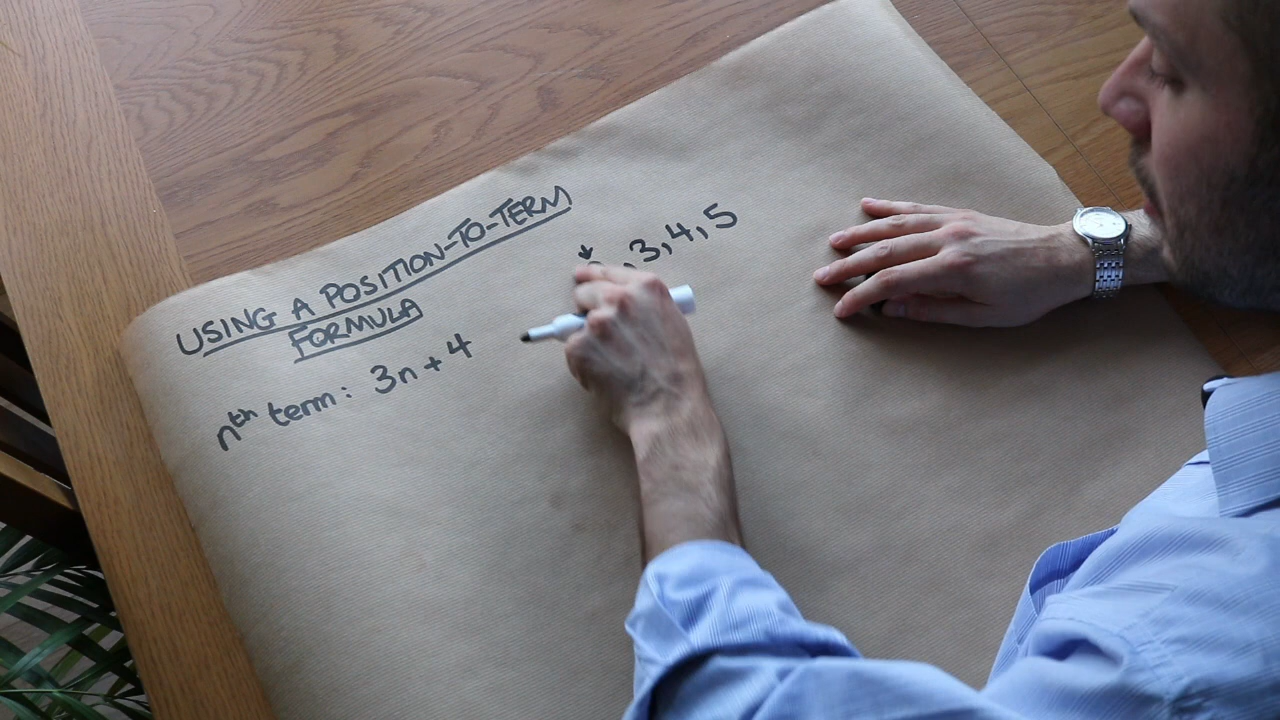 USING A POSITION-TO-TERM
FORMULA
nth term: 3n + 4
,3,4,5